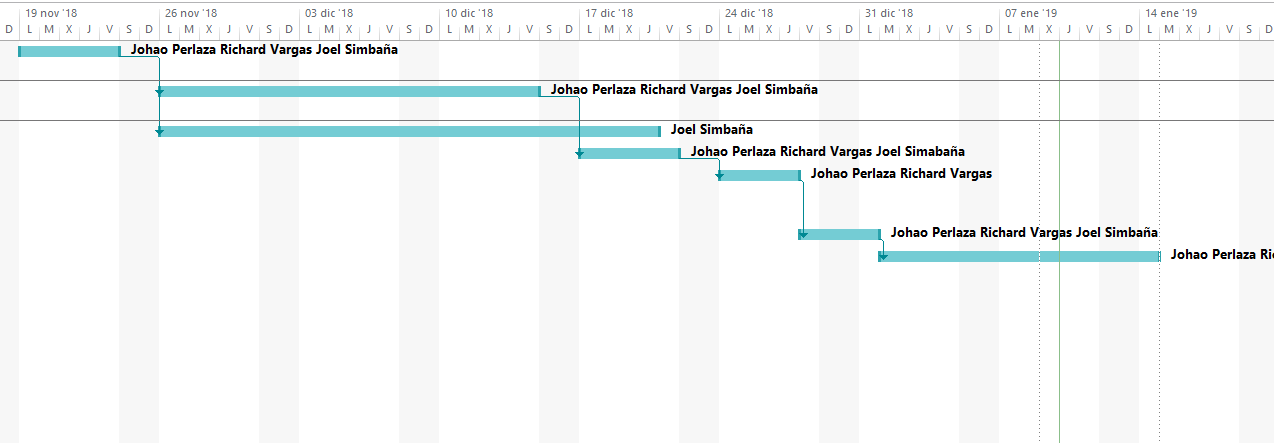 19 nov '18 26 nov '18 03 dic '18 10 dic '18 17 dic '18 24 dic '18 31 dic '18 07 ene '19 14 ene '19
D L M X J V S D L M X J V S D L M X J V S D L M X J V S D L M X J V S D L M X J V S D L M X J V S D L M X J V S D L M X J V S D
Johao Perlaza Richard Vargas Joel Simbaña
Johao Perlaza Richard Vargas Joel Simbaña
Joel Simbaña
Johao Perlaza Richard Vargas Joel Simabaña
Johao Perlaza Richard Vargas
Johao Perlaza Richard Vargas Joel Simbaña
Johao Perlaza